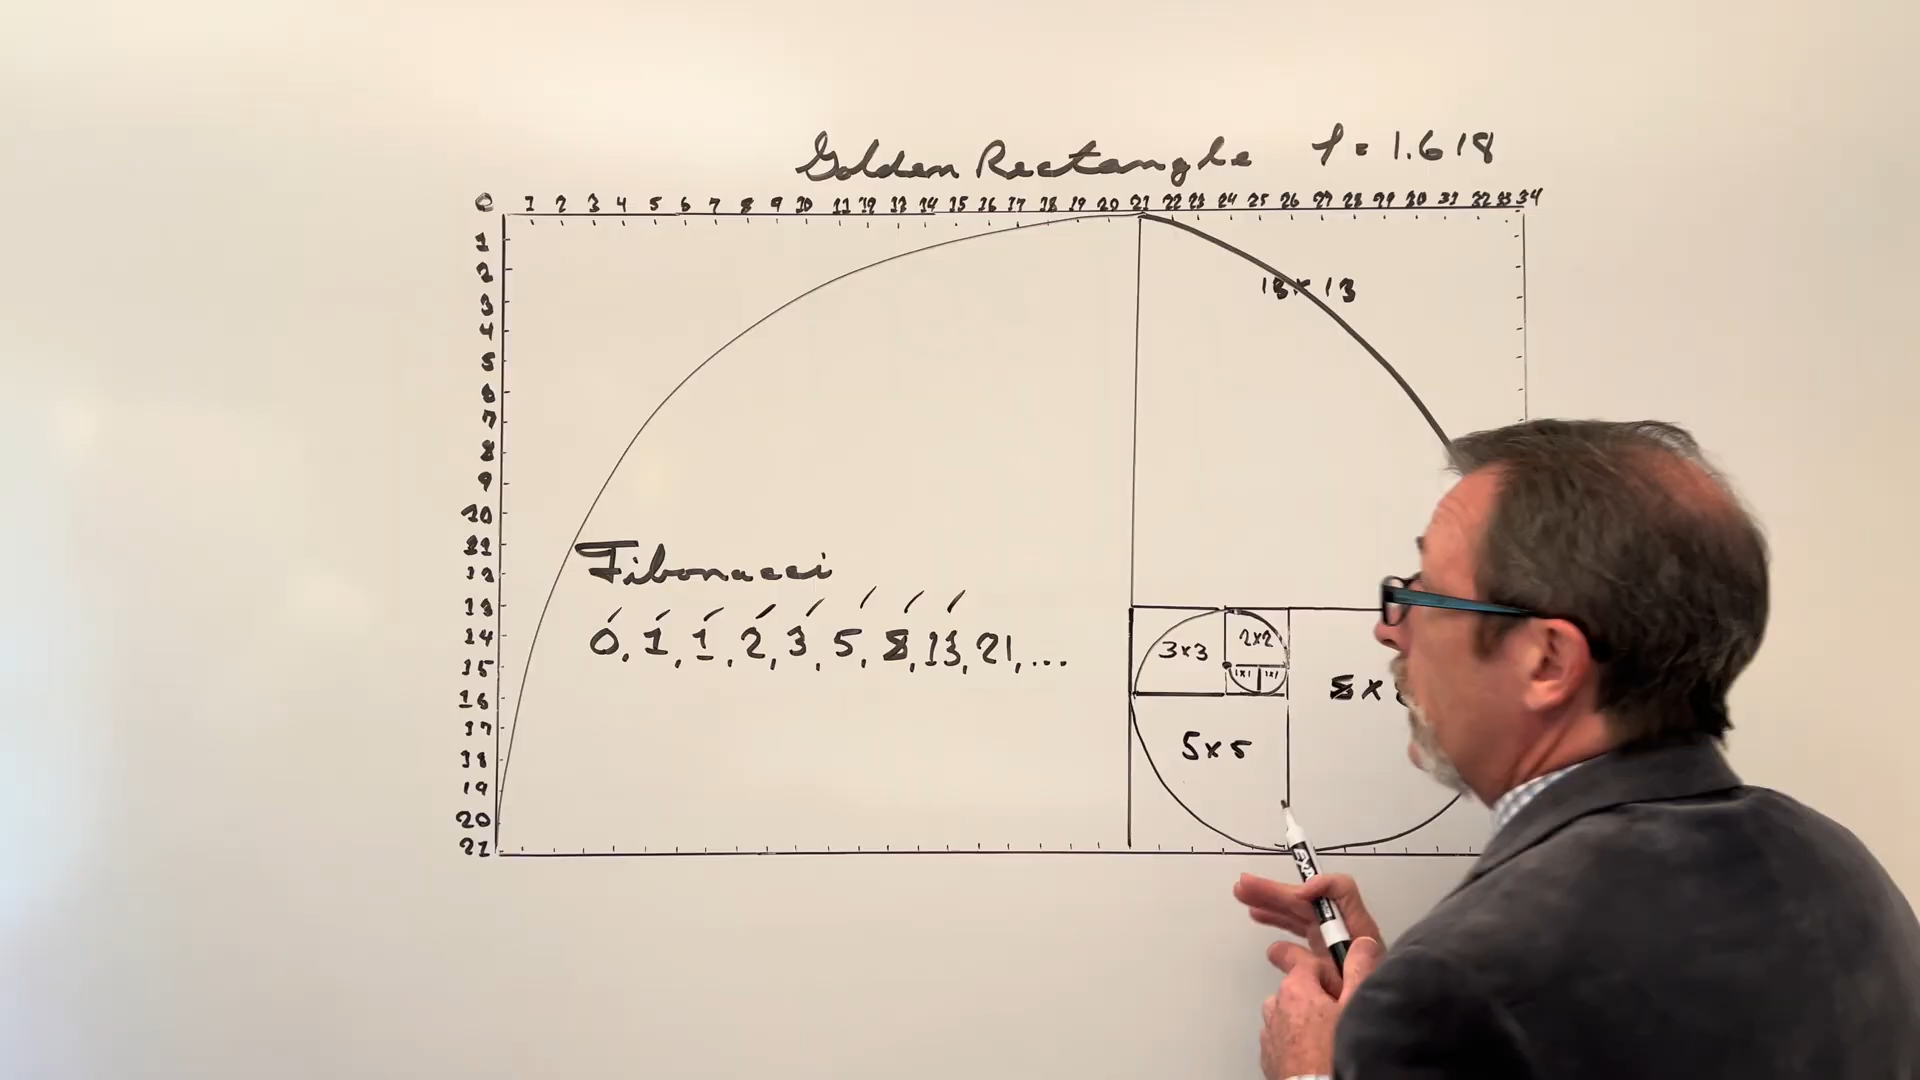 Golden Rectangle φ = 1.618
0 1 2 3 4 5 6 7 8 9 10 11 12 13 14 15 16 17 18 19 20 21 22 23 24 25 26 27 28 29 30 31 32 33 34
1
2
3
4
5
6
7
8
9
10
11
12
13
14
15
16
17
18
19
20
21
13 x 13
Fibonacci
0, 1, 1, 2, 3, 5, 8, 13, 21, ...
3x3
2x2
1x1
1x1
8 x
5x5